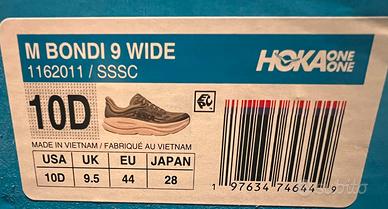 M BONDI 9 WIDE
1162011 / SSSC
HOKA ONE ONE
10D
MADE IN VIETNAM / FABRIQUÉ AU VIETNAM
USA UK EU JAPAN
10D 9.5 44 28
1 97634 74644 9
subito